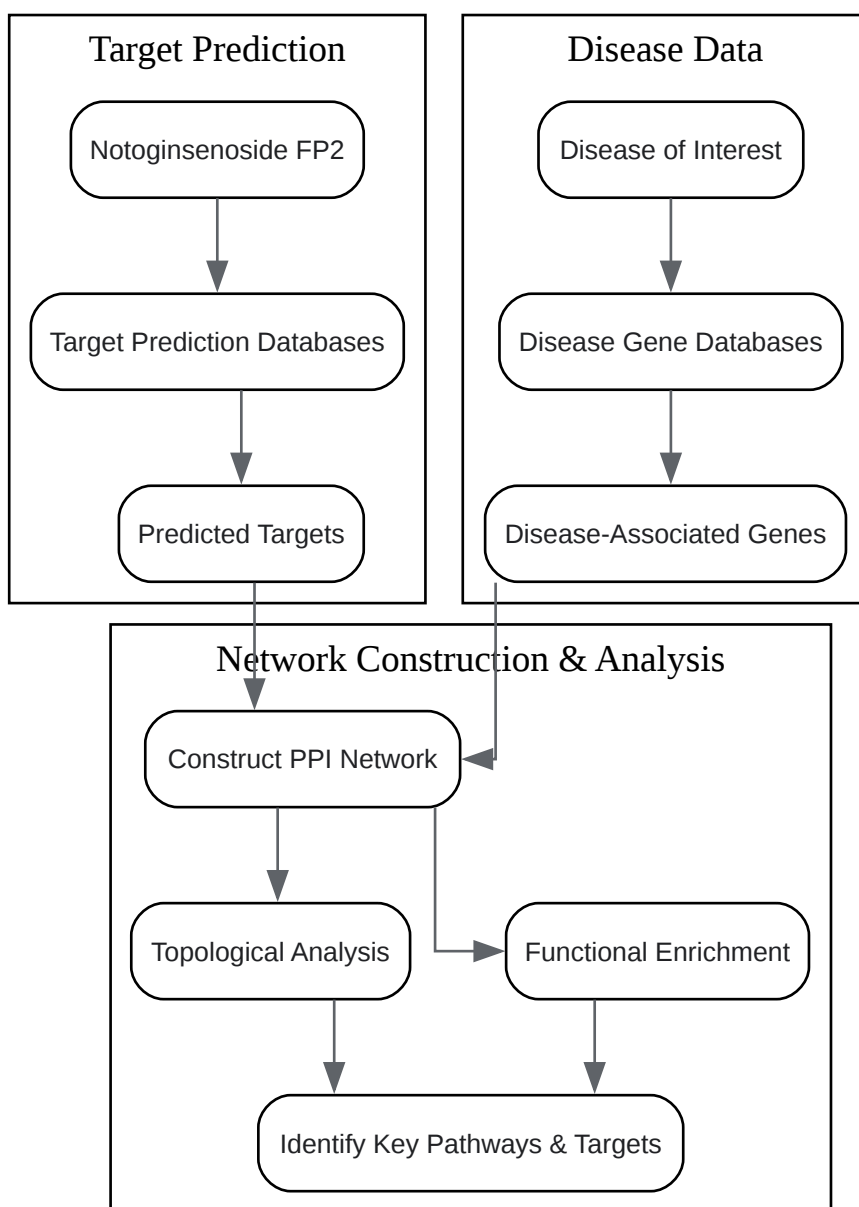 Target Prediction
Notoginsenoside FP2
Target Prediction Databases
Predicted Targets
Disease Data
Disease of Interest
Disease Gene Databases
Disease-Associated Genes
Network Construction & Analysis
Construct PPI Network
Topological Analysis
Functional Enrichment
Identify Key Pathways & Targets